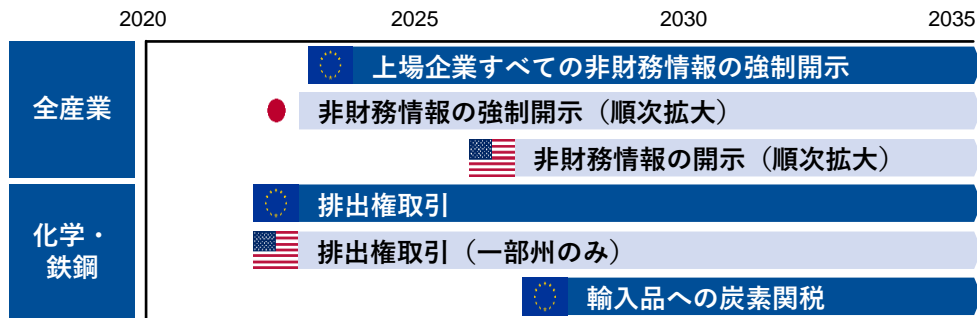 2020 2025 2030 2035
全産業
上場企業すべての非財務情報の強制開示
非財務情報の強制開示（順次拡大）
非財務情報の開示（順次拡大）
化学・
鉄鋼
排出権取引
排出権取引（一部州のみ）
輸入品への炭素関税